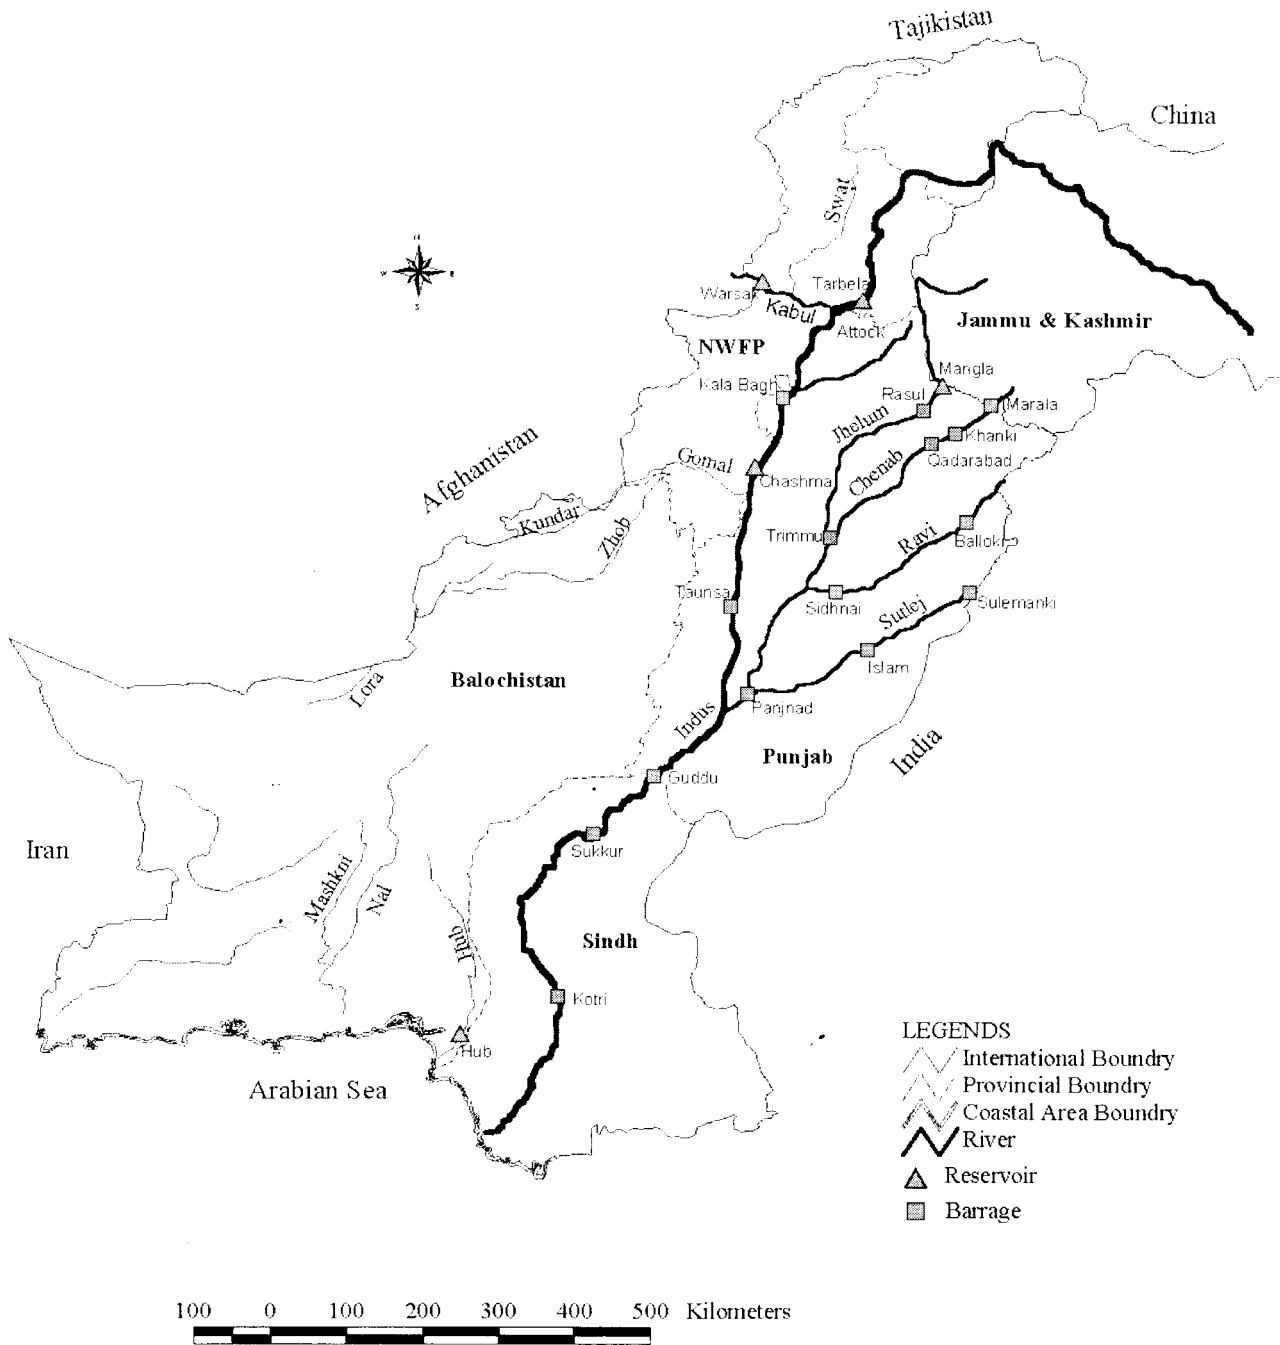 Tajikistan
China
Swat
N
W
E
S
Warsak
Tarbela
Kabul
Attock
Jammu & Kashmir
NWFP
Kala Bagh
Mangla
Rasul
Marala
Jhelum
Khanki
Qadarabad
Chenab
Afghanistan
Gomal
Chashma
Kundar
Zhob
Trimmu
Ravi
Ballokro
Taunsa
Sidhnai
Sutlej
Sulemanki
Islam
Balochistan
Lora
Indus
Panjnad
Punjab
India
Guddu
Iran
Sukkur
Mashkni
Nal
Hub
Sindh
Kotri
Hub
Arabian Sea
LEGENDS
International Boundry
Provincial Boundry
Coastal Area Boundry
River
Reservoir
Barrage
100 0 100 200 300 400 500 Kilometers